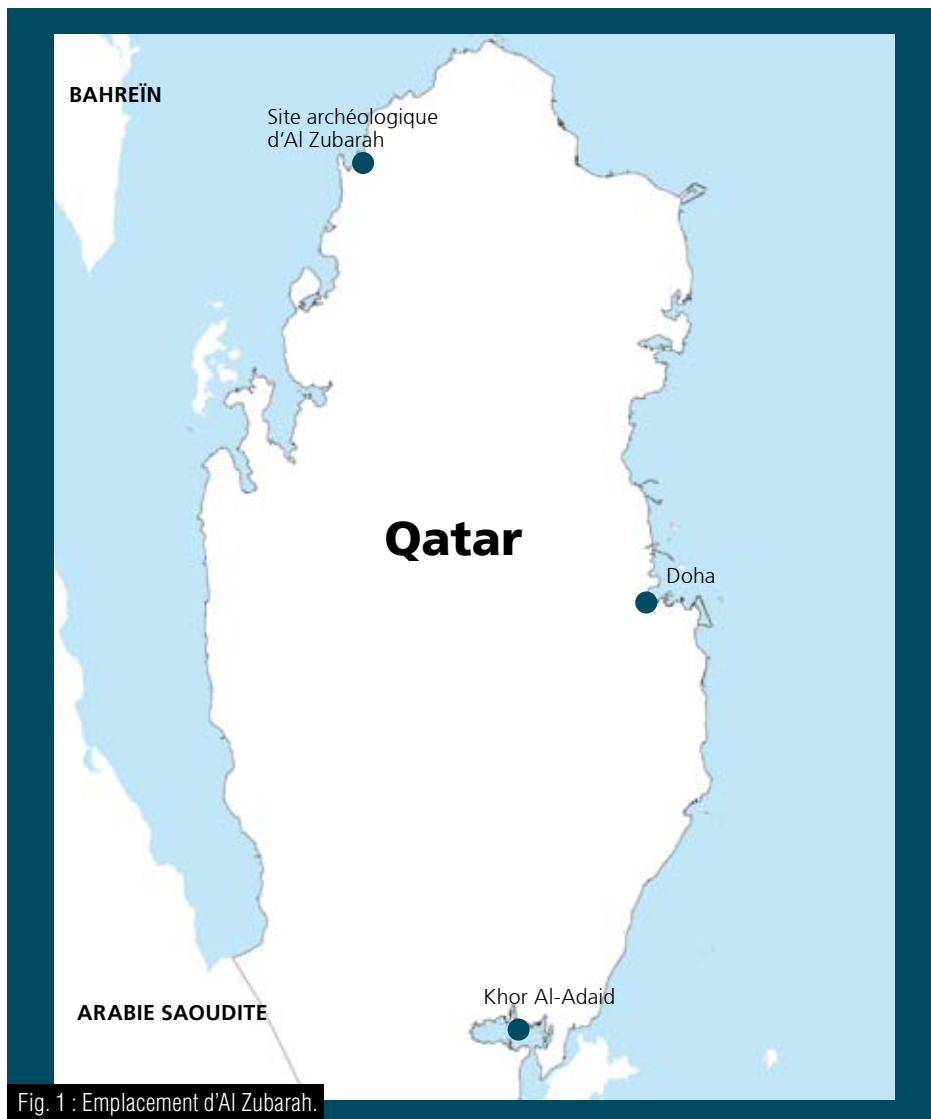 BAHREÏN
Site archéologique
d'Al Zubarah
Qatar
Doha
Khor Al-Adaid
ARABIE SAOUDITE
Fig. 1 : Emplacement d'Al Zubarah.